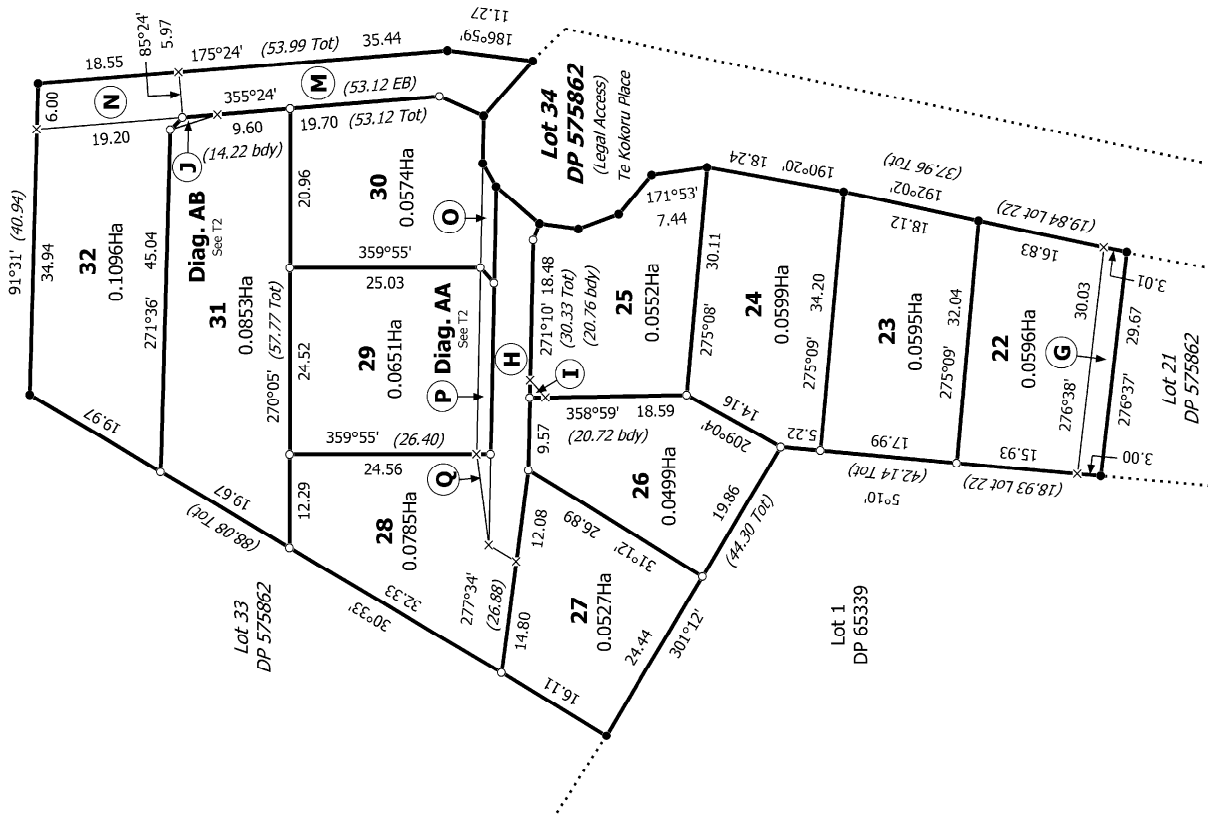 91°31' (40.94)
34.94
6.00
N
18.55
85°24'
5.97
175°24' (53.99 Tot)
35.44
186°59'
11.27
19.20
J
355°24'
9.60
(14.22 bdy)
M
(53.12 EB)
19.70 (53.12 Tot)
32
0.1096Ha
19.97
271°36' 45.04
Diag. AB
See T2
31
0.0853Ha
19.67
270°05' (57.77 Tot)
20.96
24.52
12.29
30
0.0574Ha
O
359°55'
25.03
29
0.0651Ha
P
Diag. AA
See T2
359°55' (26.40)
24.56
Q
28
0.0785Ha
(88.08 Tot)
30°33'
32.33
Lot 33
DP 575862
Lot 34
DP 575862
(Legal Access)
Te Kokoru Place
H
271°10' 18.48
(30.33 Tot)
(20.76 bdy)
I
25
0.0552Ha
171°53'
7.44
358°59' 18.59
(20.72 bdy)
9.57
12.08
277°34'
(26.88)
14.80
27
0.0527Ha
16.11
24.44
301°12'
26.89
31°12'
26
0.0499Ha
19.86
(44.30 Tot)
14.16
209°04'
275°08' 30.11
24
0.0599Ha
18.24
190°20'
(37.96 Tot)
5.22
275°09' 34.20
23
0.0595Ha
192°02'
18.12
17.99
(42.14 Tot)
5°10'
275°09' 32.04
22
0.0596Ha
(19.84 Lot 22)
16.83
15.93
(18.93 Lot 22)
276°38' 30.03
G
3.01
3.00
276°37' 29.67
Lot 21
DP 575862
Lot 1
DP 65339